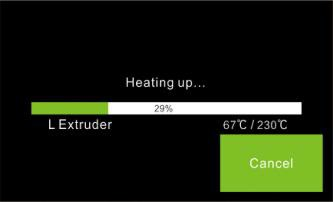 Heating up...
29%
L Extruder 67℃ / 230℃
Cancel